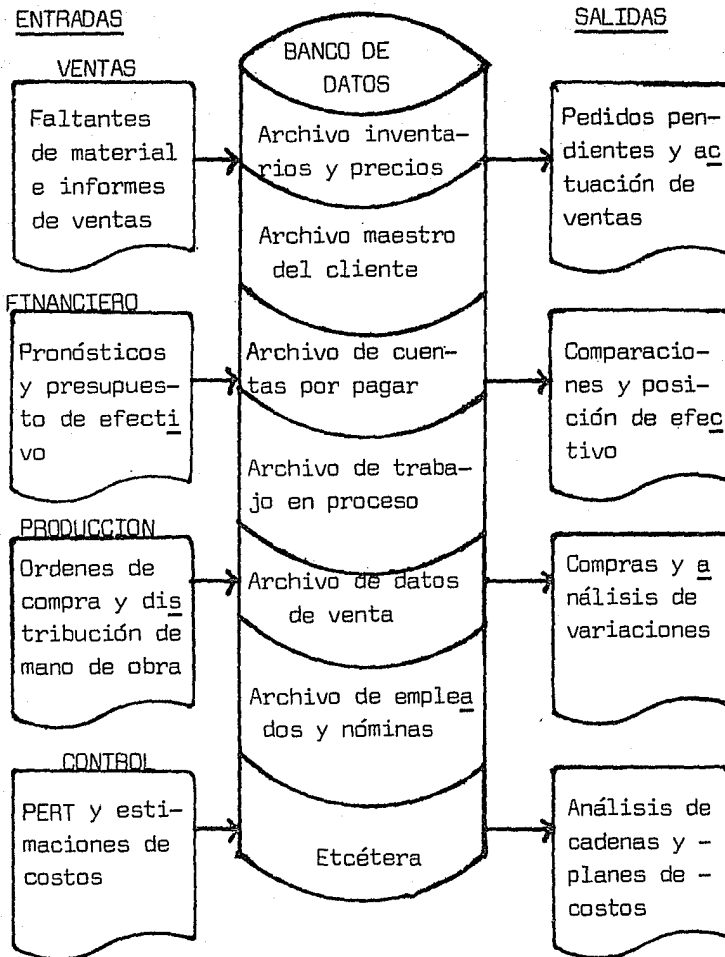 ENTRADAS
VENTAS
Faltantes
de material
e informes
de ventas
FINANCIERO
Pronósticos
y presupues-
to de efecti
vo
PRODUCCION
Ordenes de
compra y dis
tribución de
mano de obra
CONTROL
PERT y esti-
maciones de
costos
BANCO DE
DATOS
Archivo inventa-
rios y precios
Archivo maestro
del cliente
Archivo de cuen-
tas por pagar
Archivo de traba-
jo en proceso
Archivo de datos
de venta
Archivo de emplea
dos y nóminas
Etcétera
SALIDAS
Pedidos pen-
dientes y ac
tuación de
ventas
Comparacio-
nes y posi-
ción de efec
tivo
Compras y a
nálisis de
variaciones
Análisis de
cadenas y -
planes de -
costos